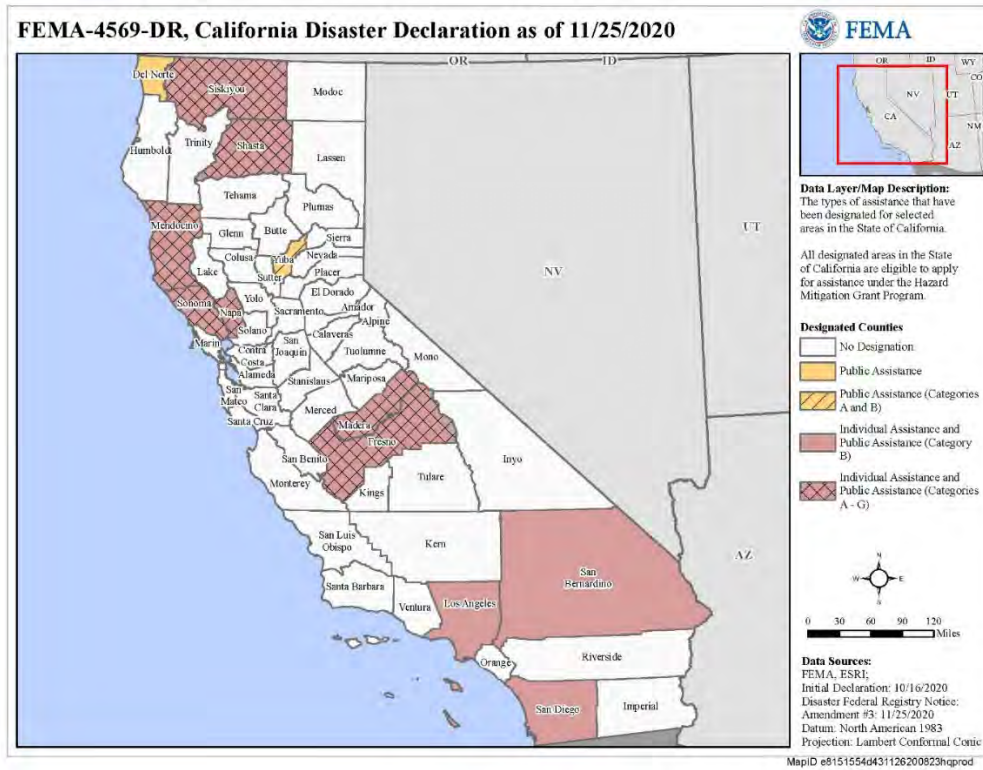 FEMA-4569-DR, California Disaster Declaration as of 11/25/2020
FEMA
OR
ID
Del Norte
Siskiyou
Modoc
Humboldt
Trinity
Shasta
Lassen
Tehama
Plumas
Mendocino
Glenn
Butte
Sierra
Colusa
Yuba
Nevada
Lake
Sutter
Placer
Sonoma
Napa
Yolo
El Dorado
Sacramento
Amador
Alpine
Solano
Marin
Contra
Costa
San
Joaquin
Calaveras
Tuolumne
Mono
Alameda
San
Mateo
Santa
Clara
Stanislaus
Mariposa
Santa Cruz
Merced
Madera
Fresno
San Benito
Monterey
Kings
Tulare
Inyo
San Luis
Obispo
Kern
Santa Barbara
Ventura
Los Angeles
San
Bernardino
Orange
Riverside
San Diego
Imperial
NV
UT
AZ
OR
ID
WY
NV
UT
CO
CA
AZ
NM
Data Layer/Map Description:
The types of assistance that have
been designated for selected
areas in the State of California.
All designated areas in the State
of California are eligible to apply
for assistance under the Hazard
Mitigation Grant Program.
Designated Counties
No Designation
Public Assistance
Public Assistance (Categories
A and B)
Individual Assistance and
Public Assistance (Category
B)
Individual Assistance and
Public Assistance (Categories
A - G)
N
W
E
S
0 30 60 90 120
Miles
Data Sources:
FEMA, ESRI;
Initial Declaration: 10/16/2020
Disaster Federal Registry Notice:
Amendment #3: 11/25/2020
Datum: North American 1983
Projection: Lambert Conformal Conic
MapID e8151554d431126200823hqprod